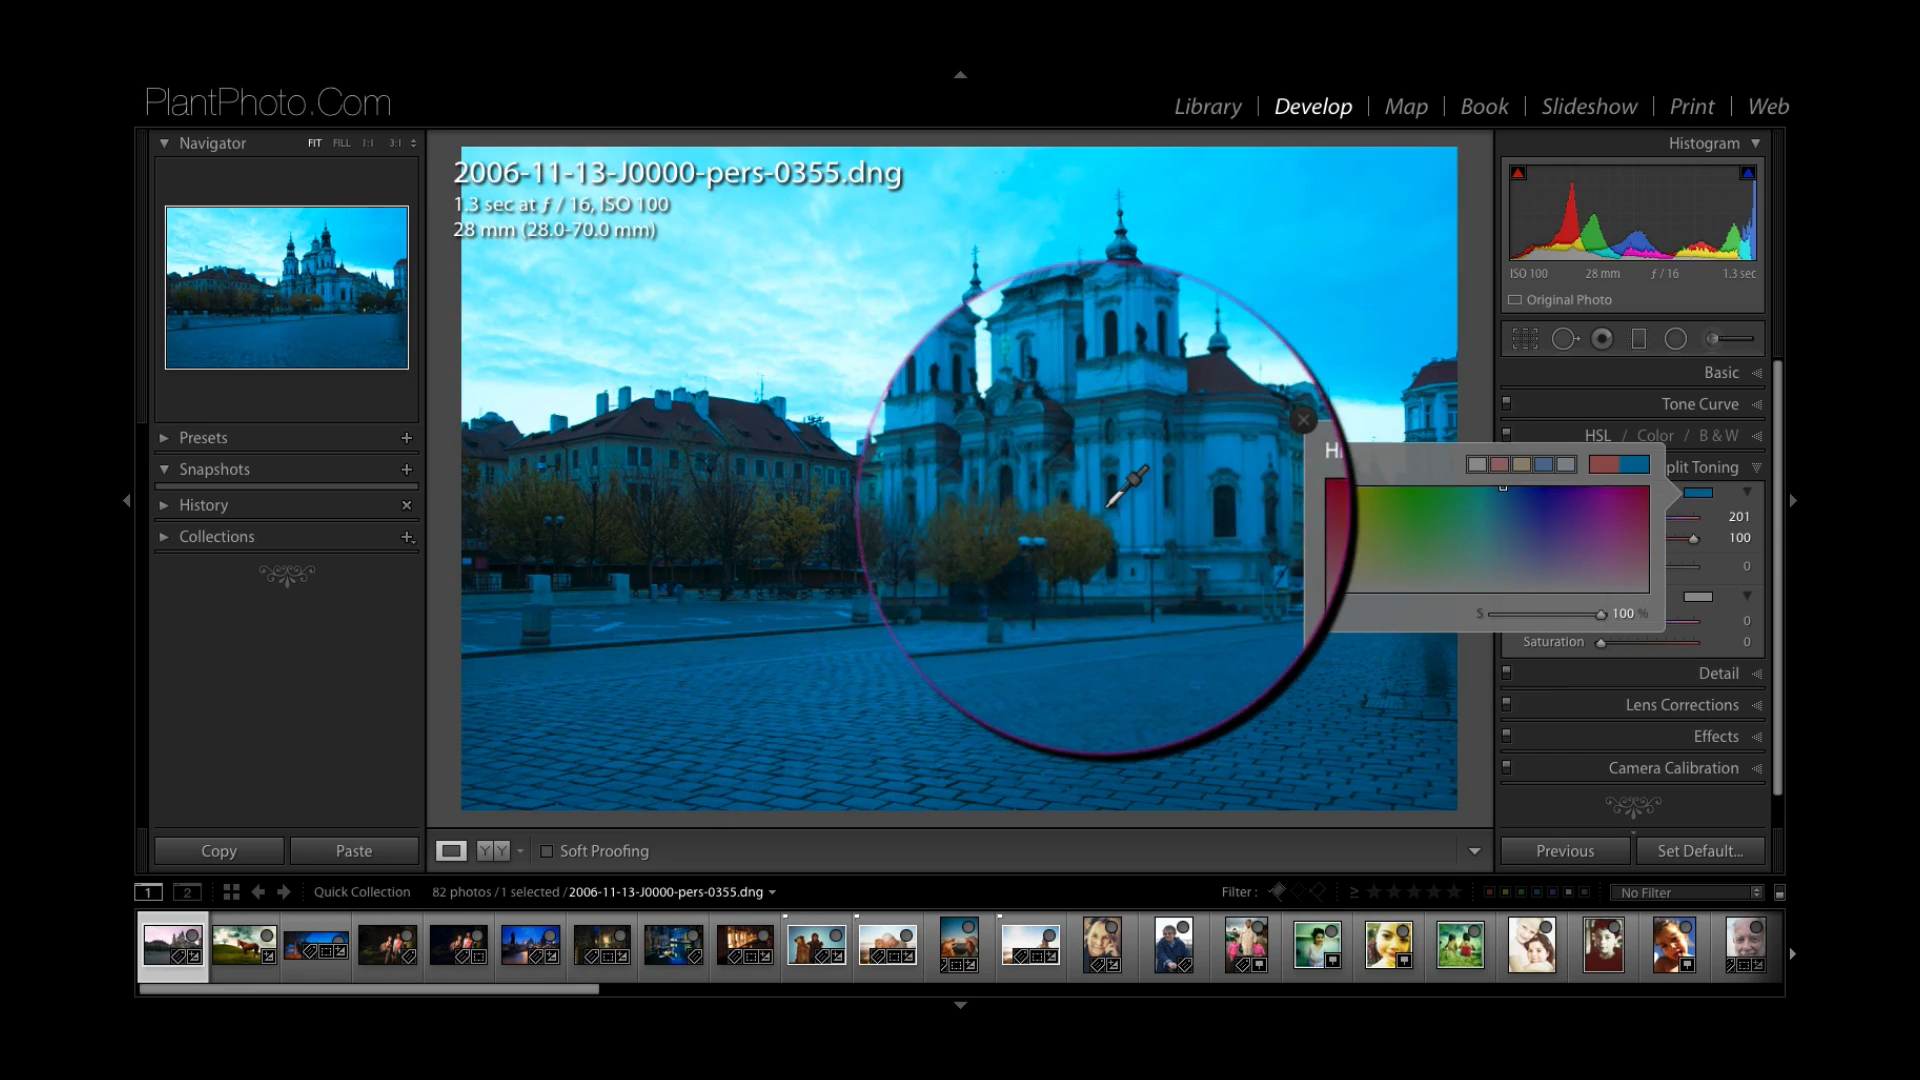 PlantPhoto.Com
Library | Develop | Map | Book | Slideshow | Print | Web
Navigator FIT FILL 1:1 3:1
Histogram
2006-11-13-J0000-pers-0355.dng
1.3 sec at ƒ / 16, ISO 100
28 mm (28.0-70.0 mm)
ISO 100 28 mm ƒ / 16 1.3 sec
Original Photo
Basic
Tone Curve
HSL / Color / B & W
Presets
Snapshots
History
Collections
plit Toning
201
100
0
S 100 %
0
Saturation 0
Detail
Lens Corrections
Effects
Camera Calibration
Copy Paste
YY Soft Proofing
Previous Set Default...
1 2 Quick Collection 82 photos / 1 selected / 2006-11-13-J0000-pers-0355.dng
Filter : ≥ No Filter